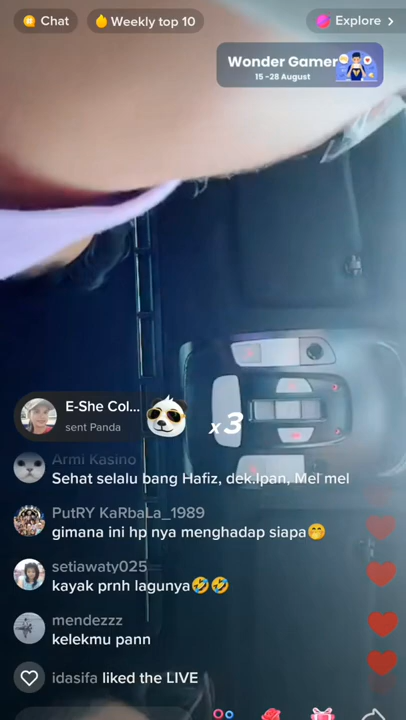 Chat
Weekly top 10
Explore >
Wonder Gamer
15 -28 August
E-She Col...
sent Panda
x3
Armi Kasino
Sehat selalu bang Hafiz, dek.Ipan, Mel mel
PutRY KaRbaLa_1989
gimana ini hp nya menghadap siapa🤭
setiawaty025
kayak prnh lagunya🤣🤣
mendezzz
kelekmu pann
idasifa liked the LIVE